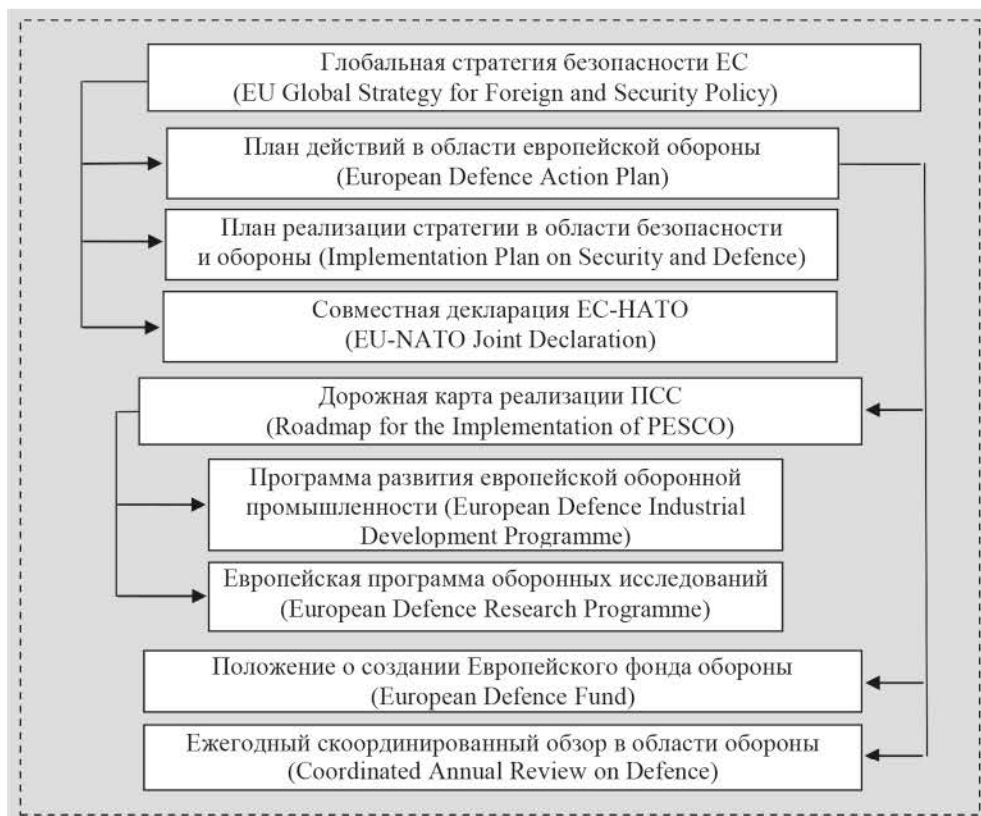 Глобальная стратегия безопасности ЕС
(EU Global Strategy for Foreign and Security Policy)
План действий в области европейской обороны
(European Defence Action Plan)
План реализации стратегии в области безопасности
и обороны (Implementation Plan on Security and Defence)
Совместная декларация ЕС-НАТО
(EU-NATO Joint Declaration)
Дорожная карта реализации ПСС
(Roadmap for the Implementation of PESCO)
Программа развития европейской оборонной
промышленности (European Defence Industrial
Development Programme)
Европейская программа оборонных исследований
(European Defence Research Programme)
Положение о создании Европейского фонда обороны
(European Defence Fund)
Ежегодный скоординированный обзор в области обороны
(Coordinated Annual Review on Defence)